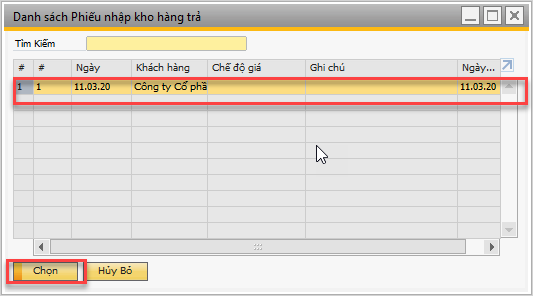 Danh sách Phiếu nhập kho hàng trả
Tìm Kiếm
# # Ngày Khách hàng Chế độ giá Ghi chú Ngày...
1 1 11.03.20 Công ty Cổ phầ 11.03.20
Chọn Hủy Bỏ